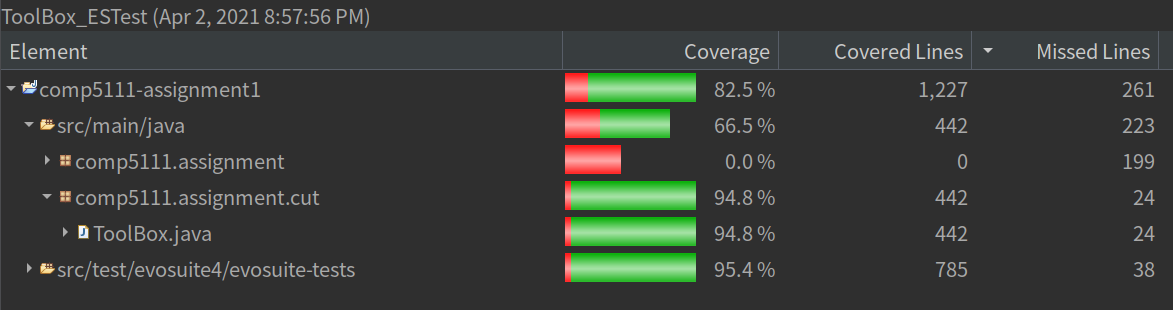 ToolBox_ESTest (Apr 2, 2021 8:57:56 PM)
Element Coverage Covered Lines Missed Lines
comp5111-assignment1 82.5 % 1,227 261
src/main/java 66.5 % 442 223
comp5111.assignment 0.0 % 0 199
comp5111.assignment.cut 94.8 % 442 24
ToolBox.java 94.8 % 442 24
src/test/evosuite4/evosuite-tests 95.4 % 785 38